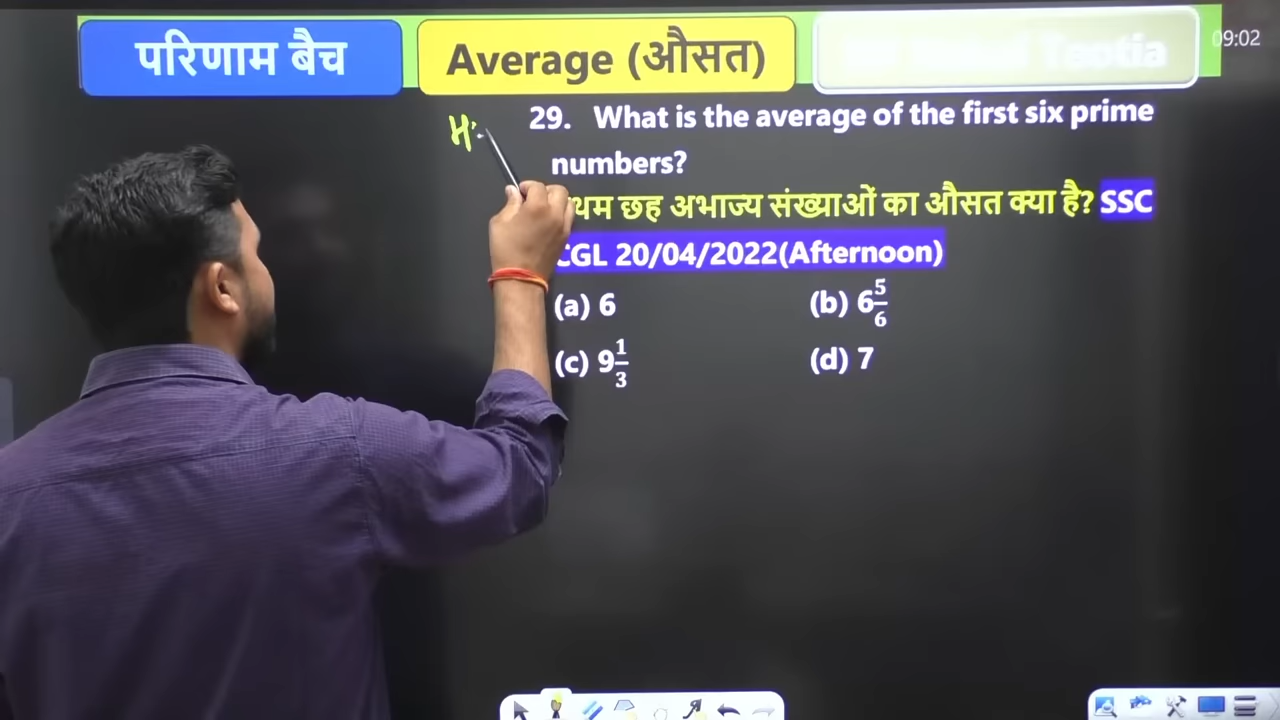 परिणाम बैच
Average (औसत)
Teotia
09:02
H
29. What is the average of the first six prime
numbers?
थम छह अभाज्य संख्याओं का औसत क्या है? SSC
CGL 20/04/2022(Afternoon)
(a) 6 (b) 6 5/6
(c) 9 1/3 (d) 7